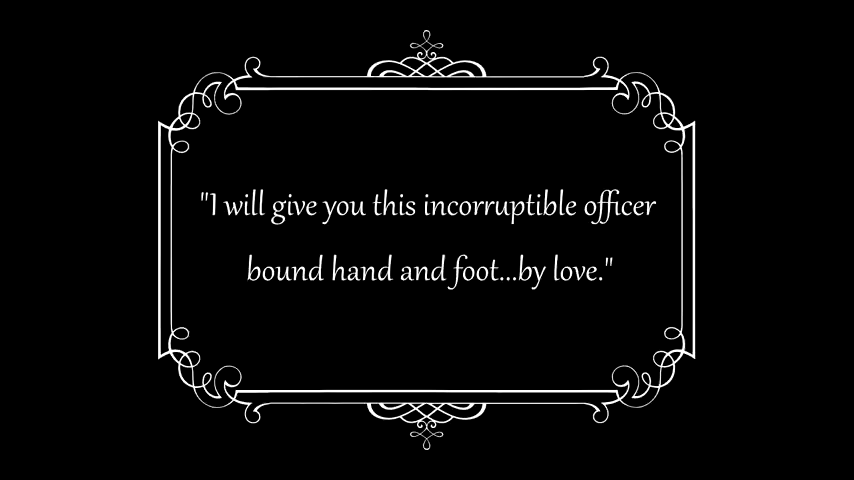 "I will give you this incorruptible officer
bound hand and foot...by love."